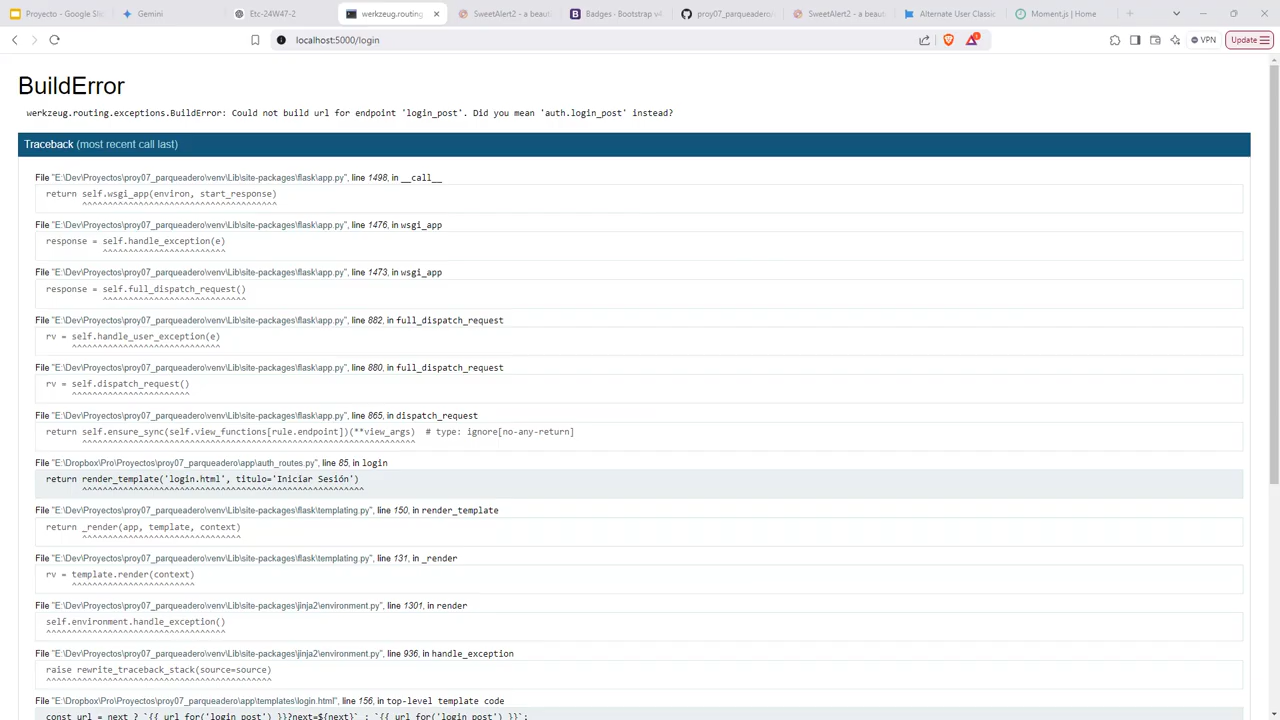 Proyecto - Google Slid
Gemini
Etc-24W47-2
werkzeug.routing
SweetAlert2 - a beaut
Badges · Bootstrap v4
proy07_parqueadero
SweetAlert2 - a beaut
Alternate User Classic
Moment.js | Home
localhost:5000/login
1
VPN
Update
BuildError
werkzeug.routing.exceptions.BuildError: Could not build url for endpoint 'login_post'. Did you mean 'auth.login_post' instead?
Traceback (most recent call last)
File "E:\Dev\Proyectos\proy07_parqueadero\venv\Lib\site-packages\flask\app.py", line 1498, in __call__
return self.wsgi_app(environ, start_response)
^^^^^^^^^^^^^^^^^^^^^^^^^^^^^^^^^^^^^^
File "E:\Dev\Proyectos\proy07_parqueadero\venv\Lib\site-packages\flask\app.py", line 1476, in wsgi_app
response = self.handle_exception(e)
^^^^^^^^^^^^^^^^^^^^^^^^
File "E:\Dev\Proyectos\proy07_parqueadero\venv\Lib\site-packages\flask\app.py", line 1473, in wsgi_app
response = self.full_dispatch_request()
^^^^^^^^^^^^^^^^^^^^^^^^^^^^
File "E:\Dev\Proyectos\proy07_parqueadero\venv\Lib\site-packages\flask\app.py", line 882, in full_dispatch_request
rv = self.handle_user_exception(e)
^^^^^^^^^^^^^^^^^^^^^^^^^^^^^
File "E:\Dev\Proyectos\proy07_parqueadero\venv\Lib\site-packages\flask\app.py", line 880, in full_dispatch_request
rv = self.dispatch_request()
^^^^^^^^^^^^^^^^^^^^^^^
File "E:\Dev\Proyectos\proy07_parqueadero\venv\Lib\site-packages\flask\app.py", line 865, in dispatch_request
return self.ensure_sync(self.view_functions[rule.endpoint])(**view_args)  # type: ignore[no-any-return]
^^^^^^^^^^^^^^^^^^^^^^^^^^^^^^^^^^^^^^^^^^^^^^^^^^^^^^^^^^^^^^^^^
File "E:\Dropbox\Pro\Proyectos\proy07_parqueadero\app\auth_routes.py", line 85, in login
return render_template('login.html', titulo='Iniciar Sesión')
^^^^^^^^^^^^^^^^^^^^^^^^^^^^^^^^^^^^^^^^^^^^^^^^^^^^^^^
File "E:\Dev\Proyectos\proy07_parqueadero\venv\Lib\site-packages\flask\templating.py", line 150, in render_template
return _render(app, template, context)
^^^^^^^^^^^^^^^^^^^^^^^^^^^^^^^
File "E:\Dev\Proyectos\proy07_parqueadero\venv\Lib\site-packages\flask\templating.py", line 131, in _render
rv = template.render(context)
^^^^^^^^^^^^^^^^^^^^^^^^
File "E:\Dev\Proyectos\proy07_parqueadero\venv\Lib\site-packages\jinja2\environment.py", line 1301, in render
self.environment.handle_exception()
^^^^^^^^^^^^^^^^^^^^^^^^^^^^^^^^^^^
File "E:\Dev\Proyectos\proy07_parqueadero\venv\Lib\site-packages\jinja2\environment.py", line 936, in handle_exception
raise rewrite_traceback_stack(source=source)
^^^^^^^^^^^^^^^^^^^^^^^^^^^^^^^^^^^^^^^^^^^^
File "E:\Dropbox\Pro\Proyectos\proy07_parqueadero\app\templates\login.html", line 156, in top-level template code
const url = next ? `{{ url_for('login_post') }}?next=${next}` : `{{ url_for('login_post') }}`;